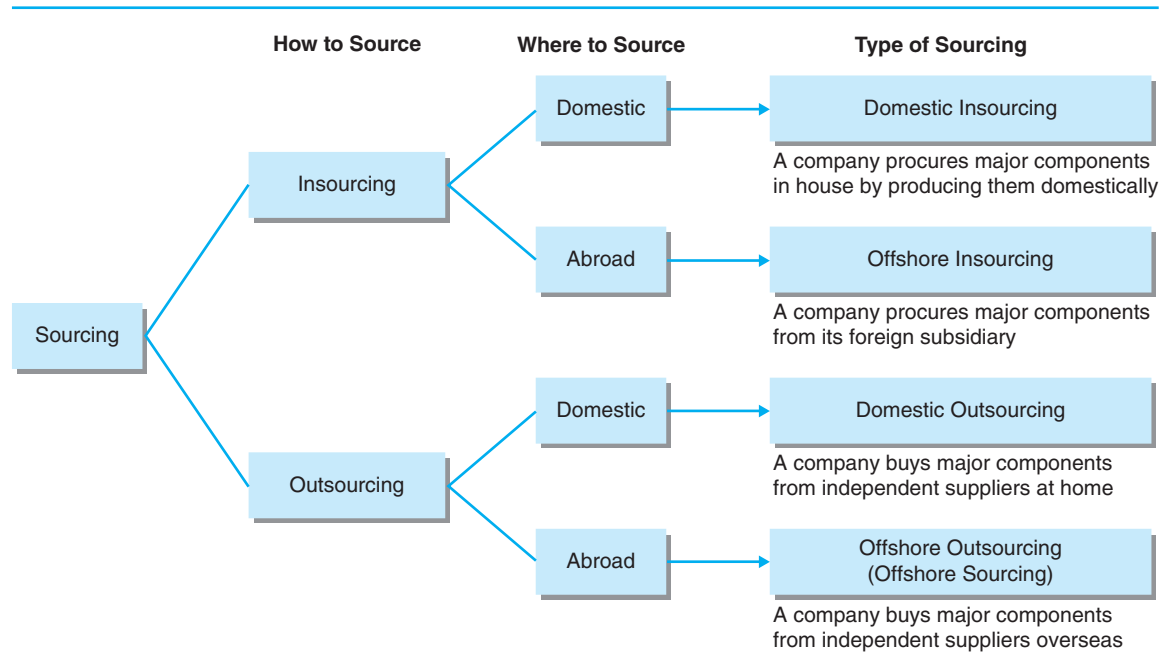 How to Source
Where to Source
Type of Sourcing
Sourcing
Insourcing
Domestic
Domestic Insourcing
A company procures major components
in house by producing them domestically
Abroad
Offshore Insourcing
A company procures major components
from its foreign subsidiary
Outsourcing
Domestic
Domestic Outsourcing
A company buys major components
from independent suppliers at home
Abroad
Offshore Outsourcing
(Offshore Sourcing)
A company buys major components
from independent suppliers overseas